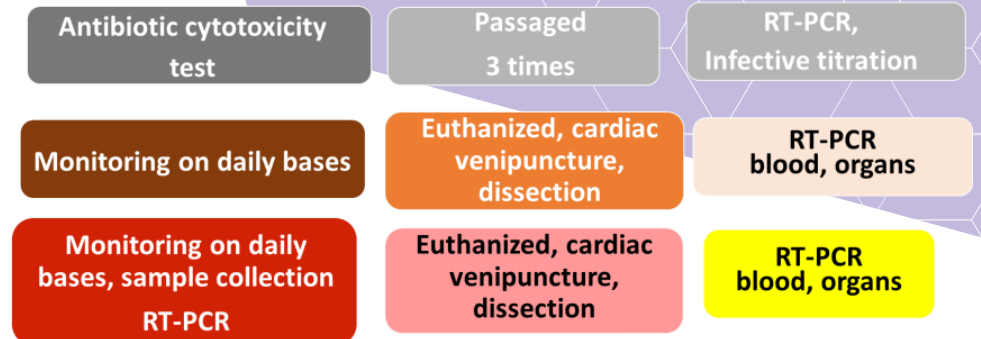 Antibiotic cytotoxicity
test
Passaged
3 times
RT-PCR,
Infective titration
Monitoring on daily bases
Euthanized, cardiac
venipuncture,
dissection
RT-PCR
blood, organs
Monitoring on daily
bases, sample collection
RT-PCR
Euthanized, cardiac
venipuncture,
dissection
RT-PCR
blood, organs